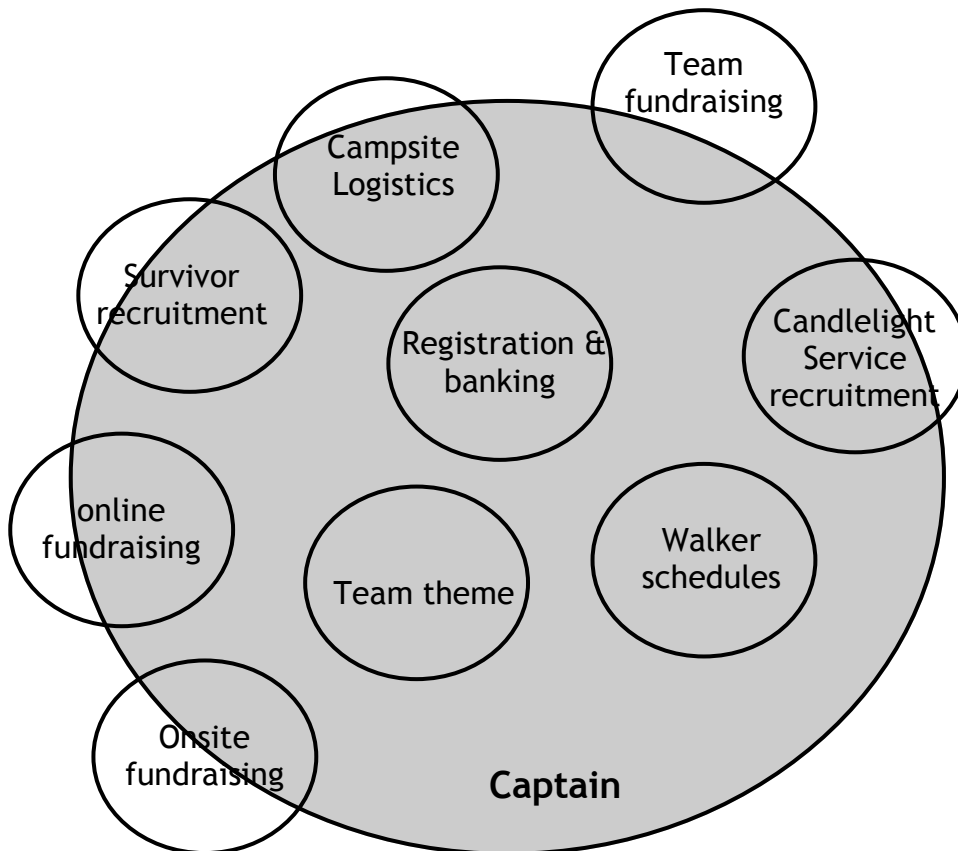 Team
fundraising
Campsite
Logistics
Survivor
recruitment
Candlelight
Service
recruitment
Registration &
banking
online
fundraising
Walker
schedules
Team theme
Onsite
fundraising
Captain